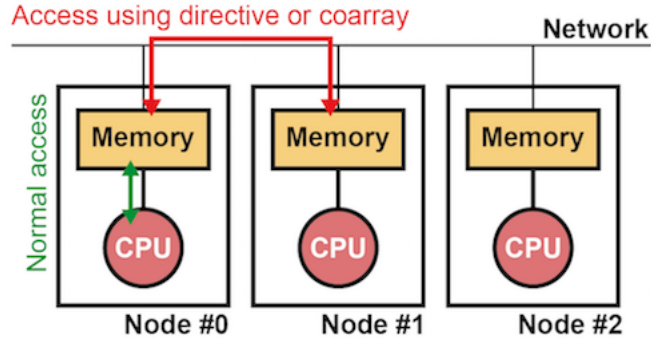 Access using directive or coarray
Network
Normal access
Memory
Memory
Memory
CPU
CPU
CPU
Node #0
Node #1
Node #2